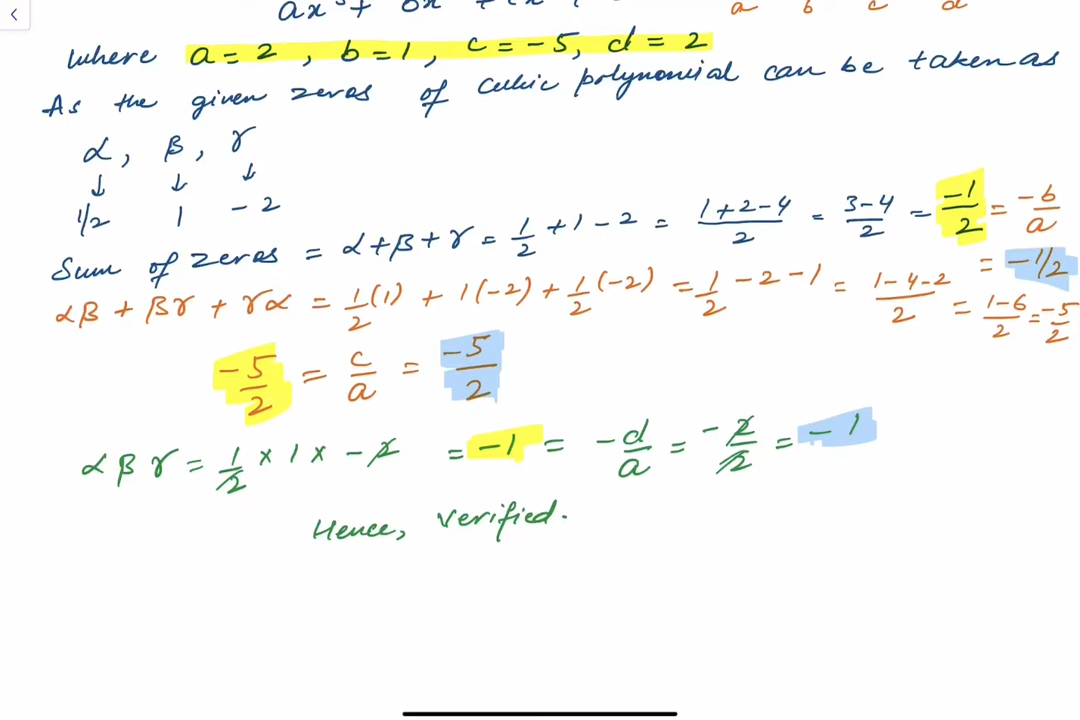 a b c d
where a = 2 , b = 1 , c = -5, d = 2
As the given zeros of cubic polynomial can be taken as
α, β, γ
↓ ↓ ↓
1/2 1 -2
Sum of zeros = α+β+γ = 1/2 + 1 - 2 = (1+2-4)/2 = (3-4)/2 = -1/2 = -b/a
= -1/2
αβ + βγ + γα = 1/2(1) + 1(-2) + 1/2(-2) = 1/2 - 2 - 1 = (1-4-2)/2 = (1-6)/2 = -5/2
-5/2 = c/a = -5/2
αβγ = 1/2 × 1 × -2 = -1 = -d/a = -2/2 = -1
Hence, verified.